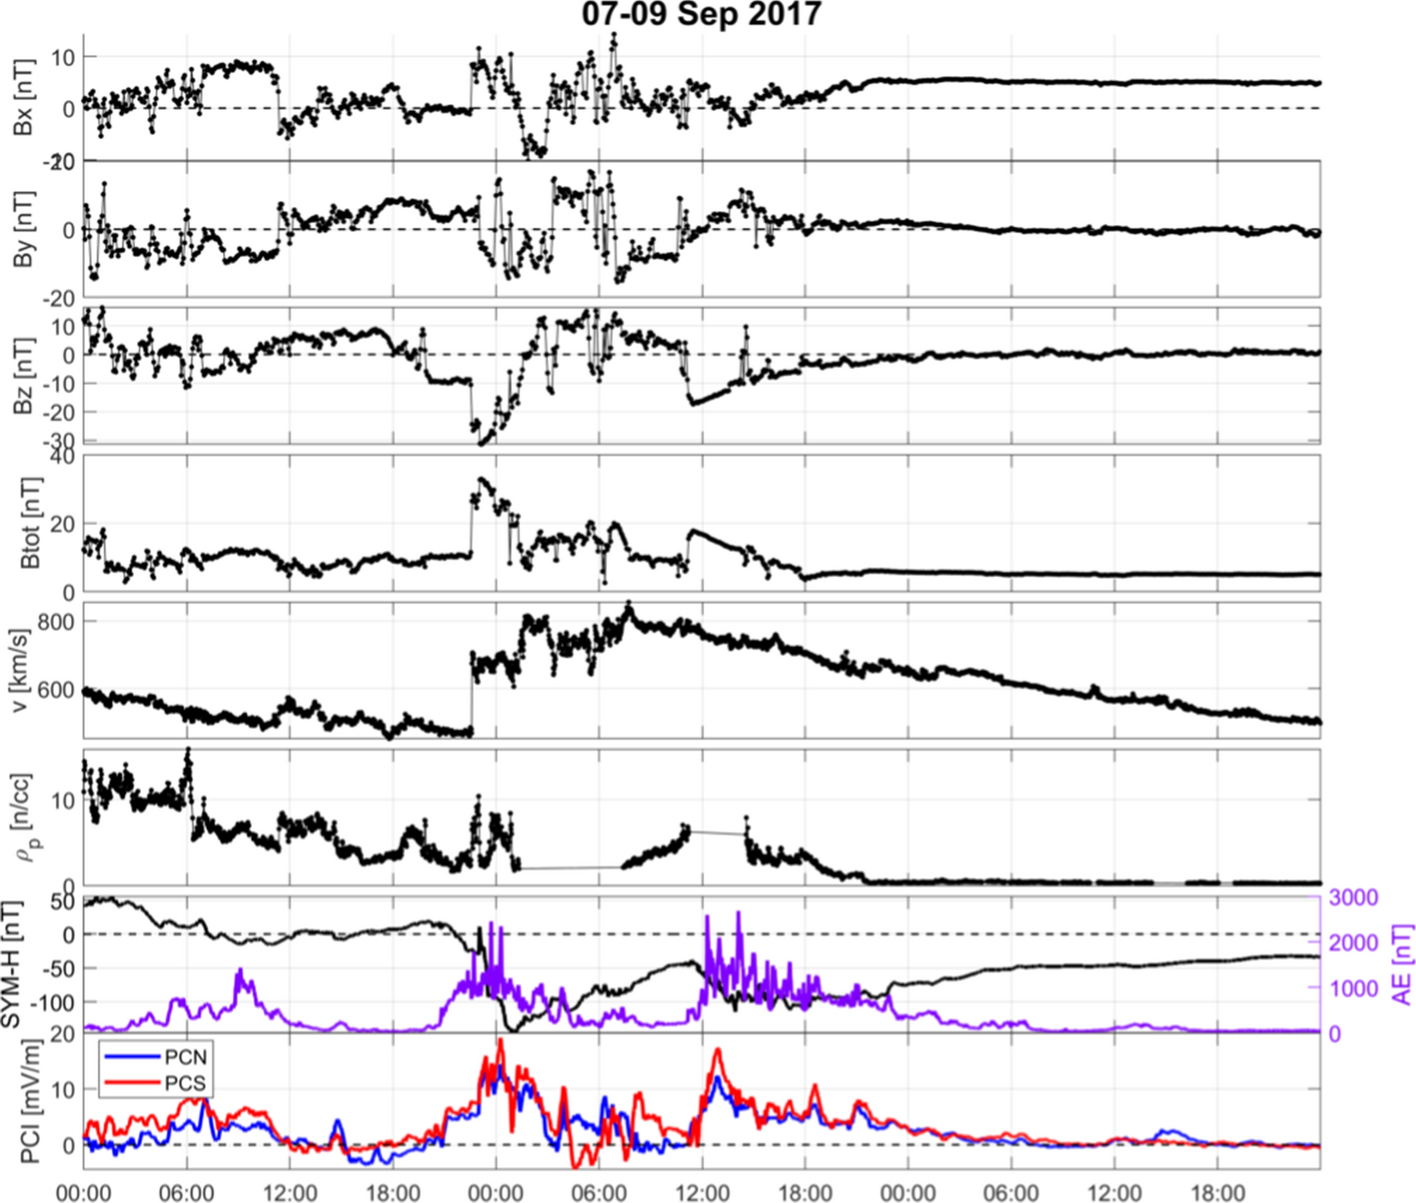 07-09 Sep 2017
10
0
-10
Bx [nT]
20
0
-20
By [nT]
10
0
-10
-20
-30
Bz [nT]
40
20
0
Btot [nT]
800
600
v [km/s]
10
0
ρp [n/cc]
50
0
-50
-100
SYM-H [nT]
3000
2000
1000
0
AE [nT]
20
10
0
PCI [mV/m]
PCN
PCS
00:00 06:00 12:00 18:00 00:00 06:00 12:00 18:00 00:00 06:00 12:00 18:00